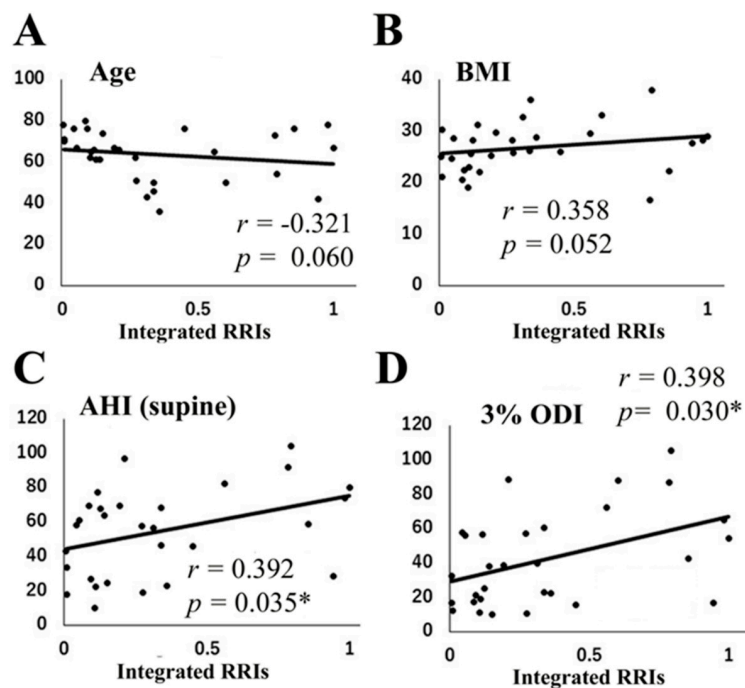 A
Age
100
80
60
40
20
0
r = -0.321
p = 0.060
0
0.5
1
Integrated RRIs
B
BMI
40
30
20
10
0
r = 0.358
p = 0.052
0
0.5
1
Integrated RRIs
C
AHI (supine)
120
100
80
60
40
20
0
r = 0.392
p = 0.035*
0
0.5
1
Integrated RRIs
D
r = 0.398
p= 0.030*
3% ODI
120
100
80
60
40
20
0
0
0.5
1
Integrated RRIs